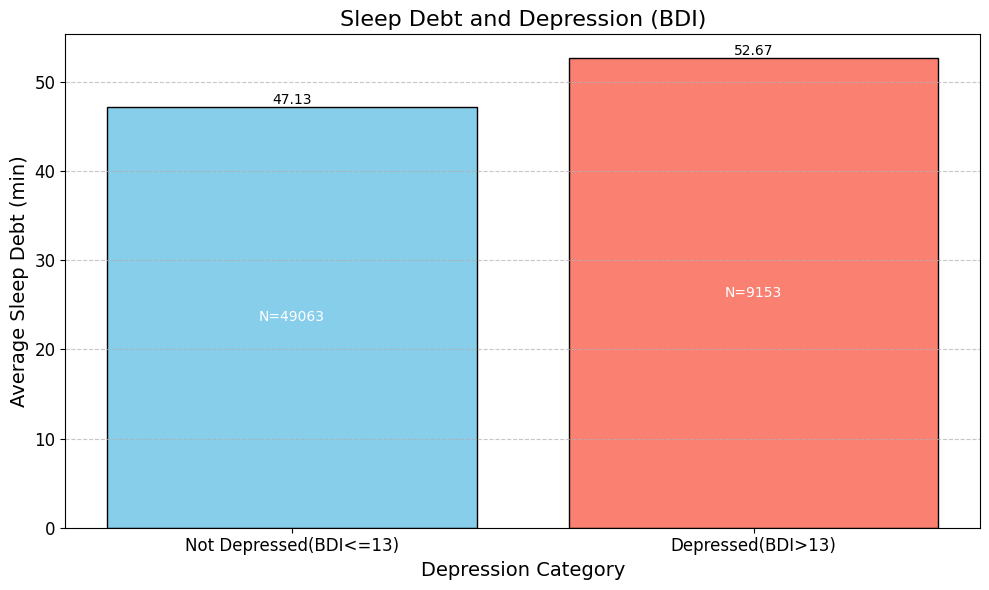 Sleep Debt and Depression (BDI)
Average Sleep Debt (min)
50
40
30
20
10
0
47.13
52.67
N=49063
N=9153
Not Depressed(BDI<=13)
Depressed(BDI>13)
Depression Category